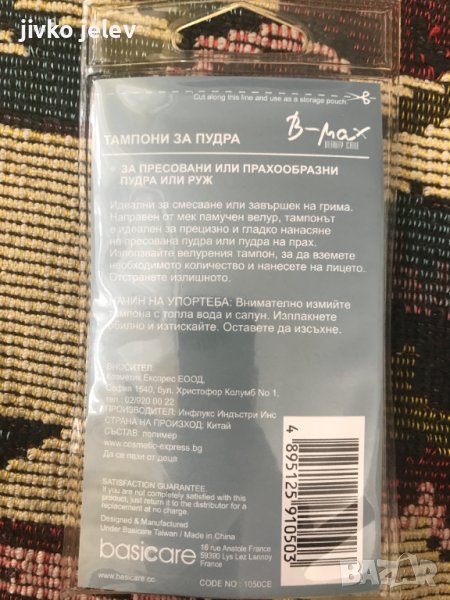 jivko jelev
Cut along this line and use as a storage pouch.
B-max
BEAUTY CARE
ТАМПОНИ ЗА ПУДРА
ЗА ПРЕСОВАНИ ИЛИ ПРАХООБРАЗНИ
ПУДРА ИЛИ РУЖ
Идеални за смесване или завършек на грима.
Направен от мек памучен велур, тампонът
е идеален за прецизно и гладко нанасяне
на пресована пудра или пудра на прах.
Използвайте велурения тампон, за да вземете
необходимото количество и нанесете на лицето.
Отстранете излишното.
НАЧИН НА УПОРТЕБА: Внимателно измийте
тампона с топла вода и сапун. Изплакнете
обилно и изтискайте. Оставете да изсъхне.
ВНОСИТЕЛ:
Козметик Експрес ЕООД,
София 1640, бул. Христофор Колумб No 1,
тел.: 02/920 00 22
ПРОИЗВОДИТЕЛ: Инфлукс Индъстри Инс
СТРАНА НА ПРОИЗХОД: Китай
СЪСТАВ: полимер
www.cosmetic-express.bg
Да се пази от деца
SATISFACTION GUARANTEE.
If you are not completely satisfied with this
product, just return it to the distributor for a
replacement at no charge.
Designed & Manufactured
Under Basicare Taiwan / Made in China
basicare
16 rue Anatole France
59390 Lys Lez Lannoy
France
www.basicare.cc
CODE NO : 1050CE
4 895125 910503
bazar